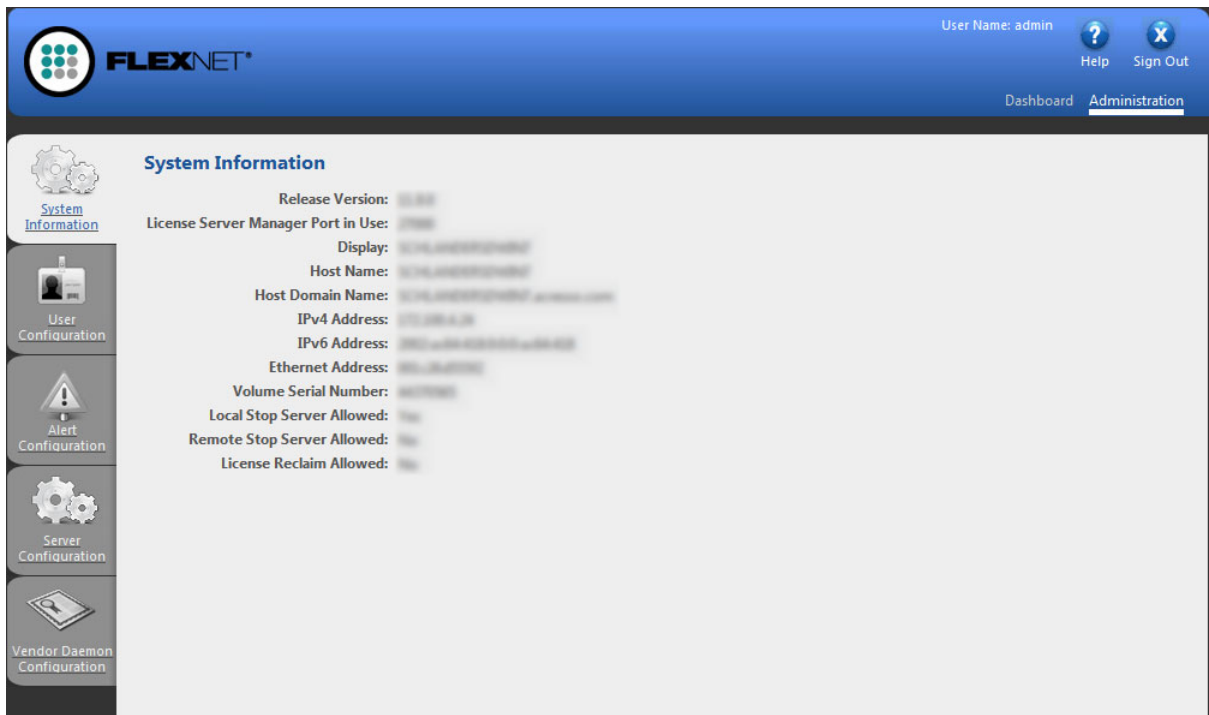 User Name: admin
FLEXNET
Help
Sign Out
Dashboard
Administration
System Information
System
Information
User
Configuration
Alert
Configuration
Server
Configuration
Vendor Daemon
Configuration
Release Version:
License Server Manager Port in Use:
Display:
Host Name:
Host Domain Name:
IPv4 Address:
IPv6 Address:
Ethernet Address:
Volume Serial Number:
Local Stop Server Allowed:
Remote Stop Server Allowed:
License Reclaim Allowed: